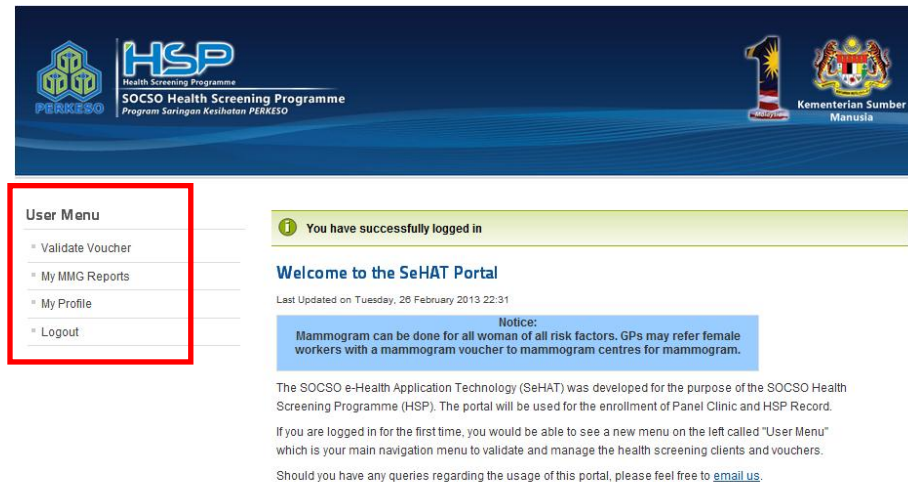 HSP
Health Screening Programme
SOCSO Health Screening Programme
Program Saringan Kesihatan PERKESO
PERKESO
1
Malaysia
Kementerian Sumber
Manusia
User Menu
Validate Voucher
My MMG Reports
My Profile
Logout
You have successfully logged in
Welcome to the SeHAT Portal
Last Updated on Tuesday, 26 February 2013 22:31
Notice:
Mammogram can be done for all woman of all risk factors. GPs may refer female
workers with a mammogram voucher to mammogram centres for mammogram.
The SOCSO e-Health Application Technology (SeHAT) was developed for the purpose of the SOCSO Health
Screening Programme (HSP). The portal will be used for the enrollment of Panel Clinic and HSP Record.
If you are logged in for the first time, you would be able to see a new menu on the left called "User Menu"
which is your main navigation menu to validate and manage the health screening clients and vouchers.
Should you have any queries regarding the usage of this portal, please feel free to email us.